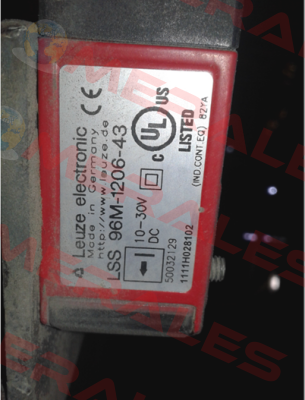 Leuze electronic
Made in Germany
http://www.leuze.de
LSS 96M-1206-43
10-30V
DC
50032129
1111H028102
C UL US
LISTED
(IND.CONT.EQ) 82YA
CE